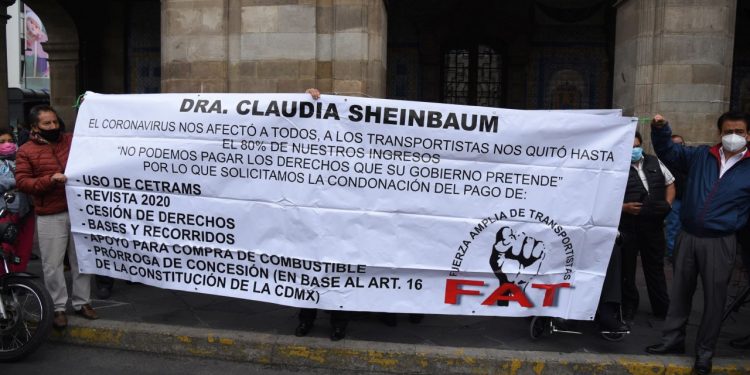 DRA. CLAUDIA SHEINBAUM
EL CORONAVIRUS NOS AFECTÓ A TODOS, A LOS TRANSPORTISTAS NOS QUITÓ HASTA
EL 80% DE NUESTROS INGRESOS
"NO PODEMOS PAGAR LOS DERECHOS QUE SU GOBIERNO PRETENDE"
POR LO QUE SOLICITAMOS LA CONDONACIÓN DEL PAGO DE:
- USO DE CETRAMS
- REVISTA 2020
- CESIÓN DE DERECHOS
- BASES Y RECORRIDOS
- APOYO PARA COMPRA DE COMBUSTIBLE
- PRÓRROGA DE CONCESIÓN (EN BASE AL ART. 16
DE LA CONSTITUCIÓN DE LA CDMX)
FUERZA AMPLIA DE TRANSPORTISTAS
FAT